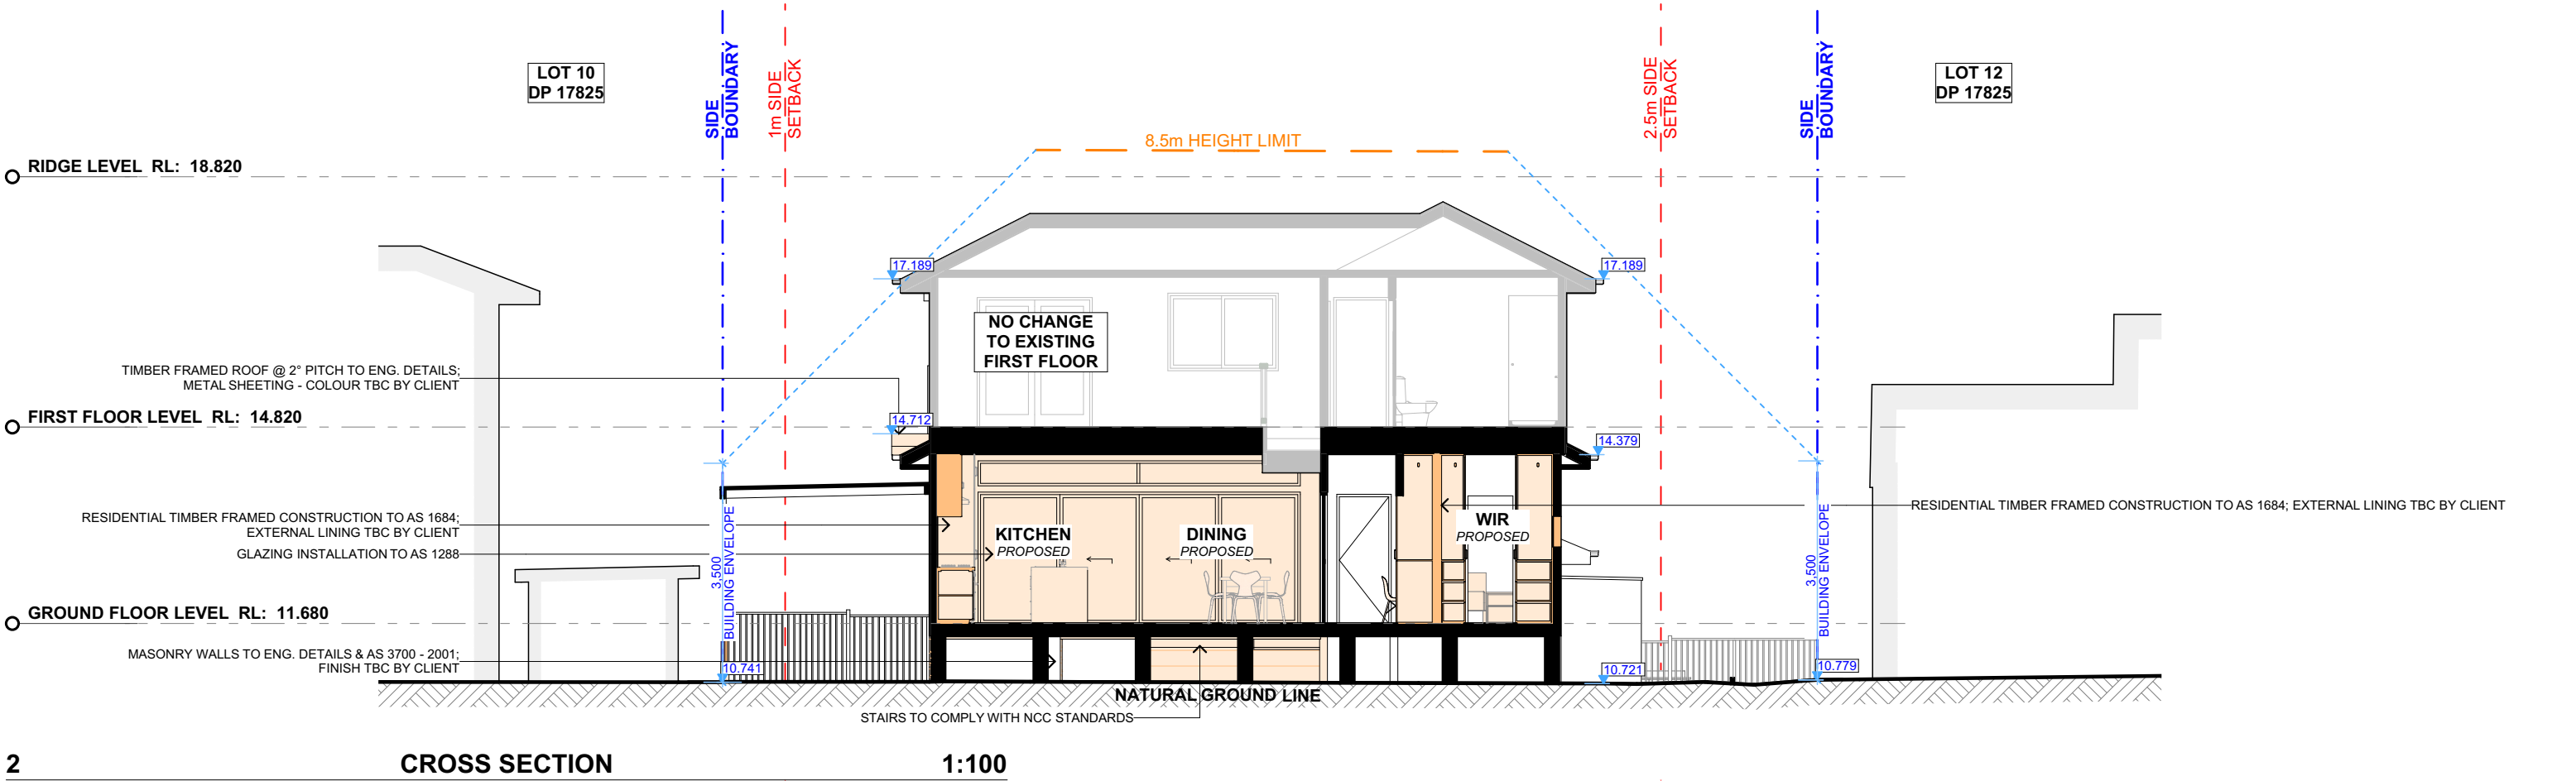 LOT 10
DP 17825
SIDE
BOUNDARY
1m SIDE
SETBACK
2.5m SIDE
SETBACK
SIDE
BOUNDARY
LOT 12
DP 17825
8.5m HEIGHT LIMIT
RIDGE LEVEL RL: 18.820
17.189
17.189
NO CHANGE
TO EXISTING
FIRST FLOOR
TIMBER FRAMED ROOF @ 2° PITCH TO ENG. DETAILS;
METAL SHEETING - COLOUR TBC BY CLIENT
FIRST FLOOR LEVEL RL: 14.820
14.712
14.379
RESIDENTIAL TIMBER FRAMED CONSTRUCTION TO AS 1684;
EXTERNAL LINING TBC BY CLIENT
GLAZING INSTALLATION TO AS 1288
KITCHEN
PROPOSED
DINING
PROPOSED
WIR
PROPOSED
RESIDENTIAL TIMBER FRAMED CONSTRUCTION TO AS 1684; EXTERNAL LINING TBC BY CLIENT
3,500
BUILDING ENVELOPE
3,500
BUILDING ENVELOPE
GROUND FLOOR LEVEL RL: 11.680
MASONRY WALLS TO ENG. DETAILS & AS 3700 - 2001;
FINISH TBC BY CLIENT
10.741
10.721
10.779
NATURAL GROUND LINE
STAIRS TO COMPLY WITH NCC STANDARDS
2 CROSS SECTION 1:100